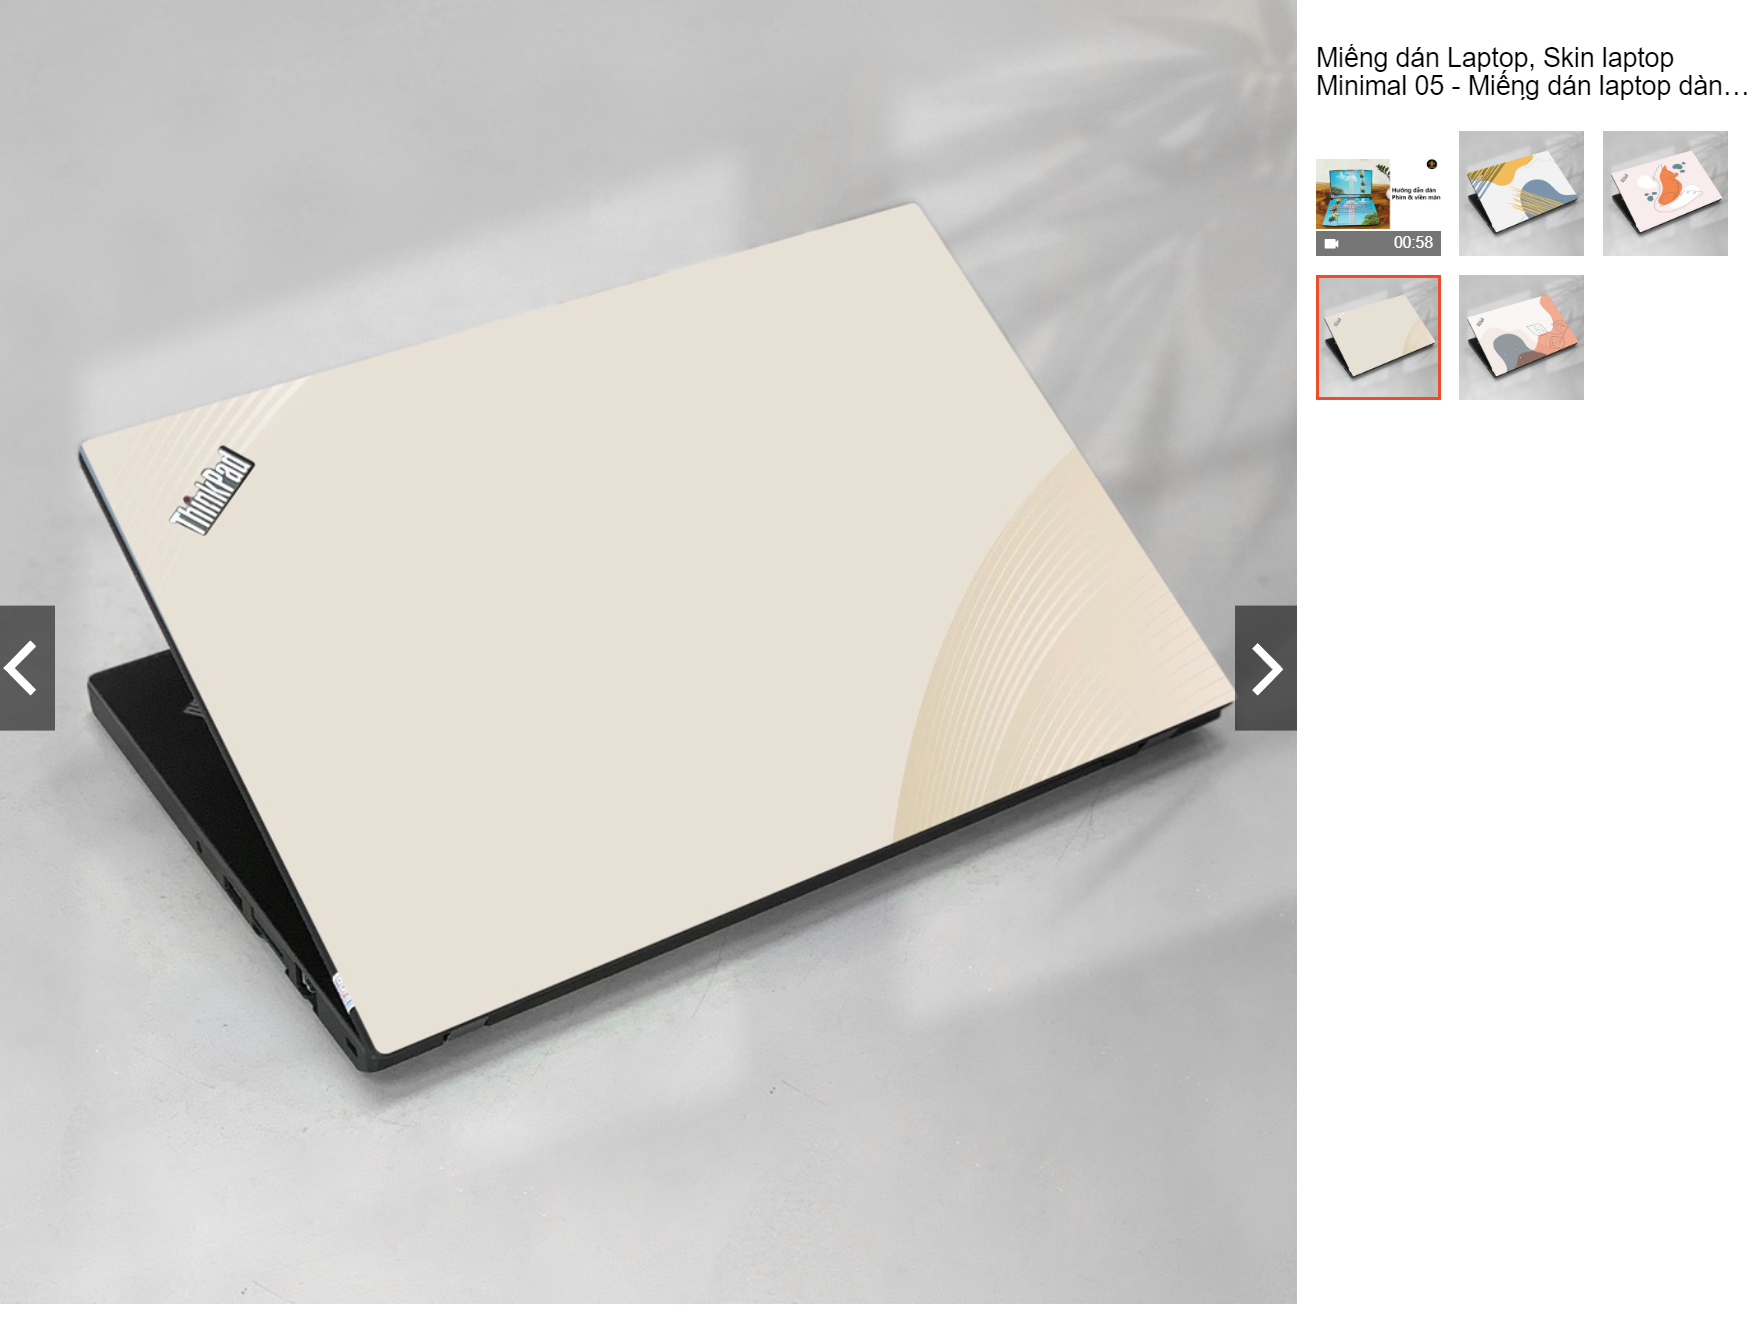 Miếng dán Laptop, Skin laptop
Minimal 05 - Miếng dán laptop dàn…
Hướng dẫn dán
Phím & viền màn
00:58
ThinkPad